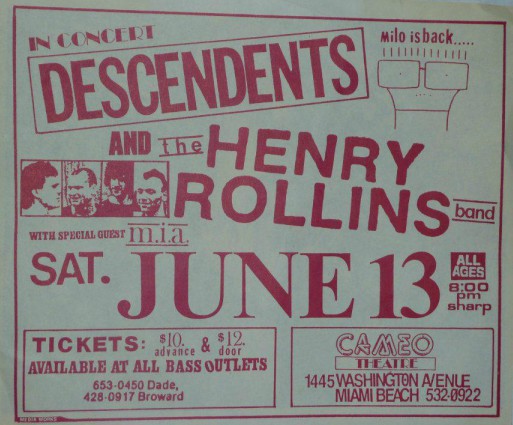 IN CONCERT
Milo is back.....
DESCENDENTS
AND the HENRY
ROLLINS band
WITH SPECIAL GUEST m.i.a.
SAT. JUNE 13
ALL
AGES
8:00
pm
sharp
TICKETS: $10. advance & $12. door
AVAILABLE AT ALL BASS OUTLETS
653-0450 Dade,
428-0917 Broward
CAMEO
THEATRE
1445 WASHINGTON AVENUE
MIAMI BEACH 532-0922